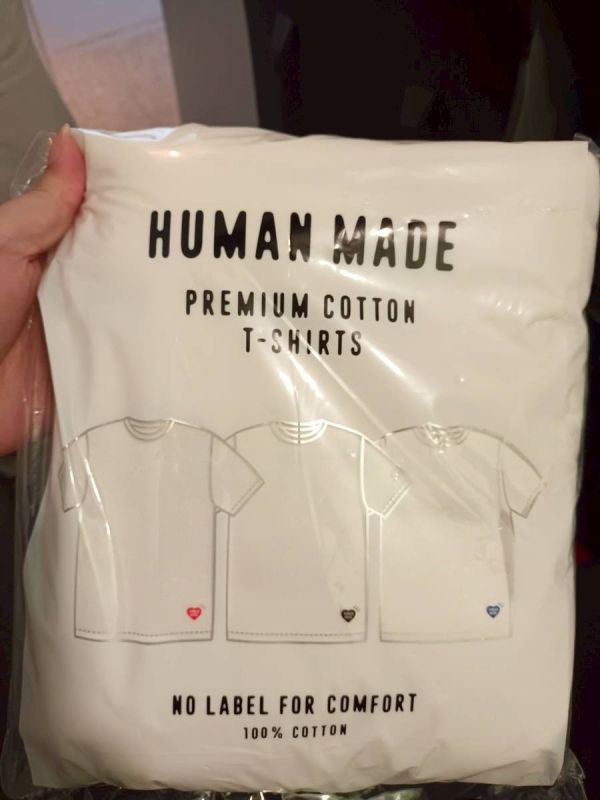 HUMAN MADE
PREMIUM COTTON
T-SHIRTS
NO LABEL FOR COMFORT
100% COTTON